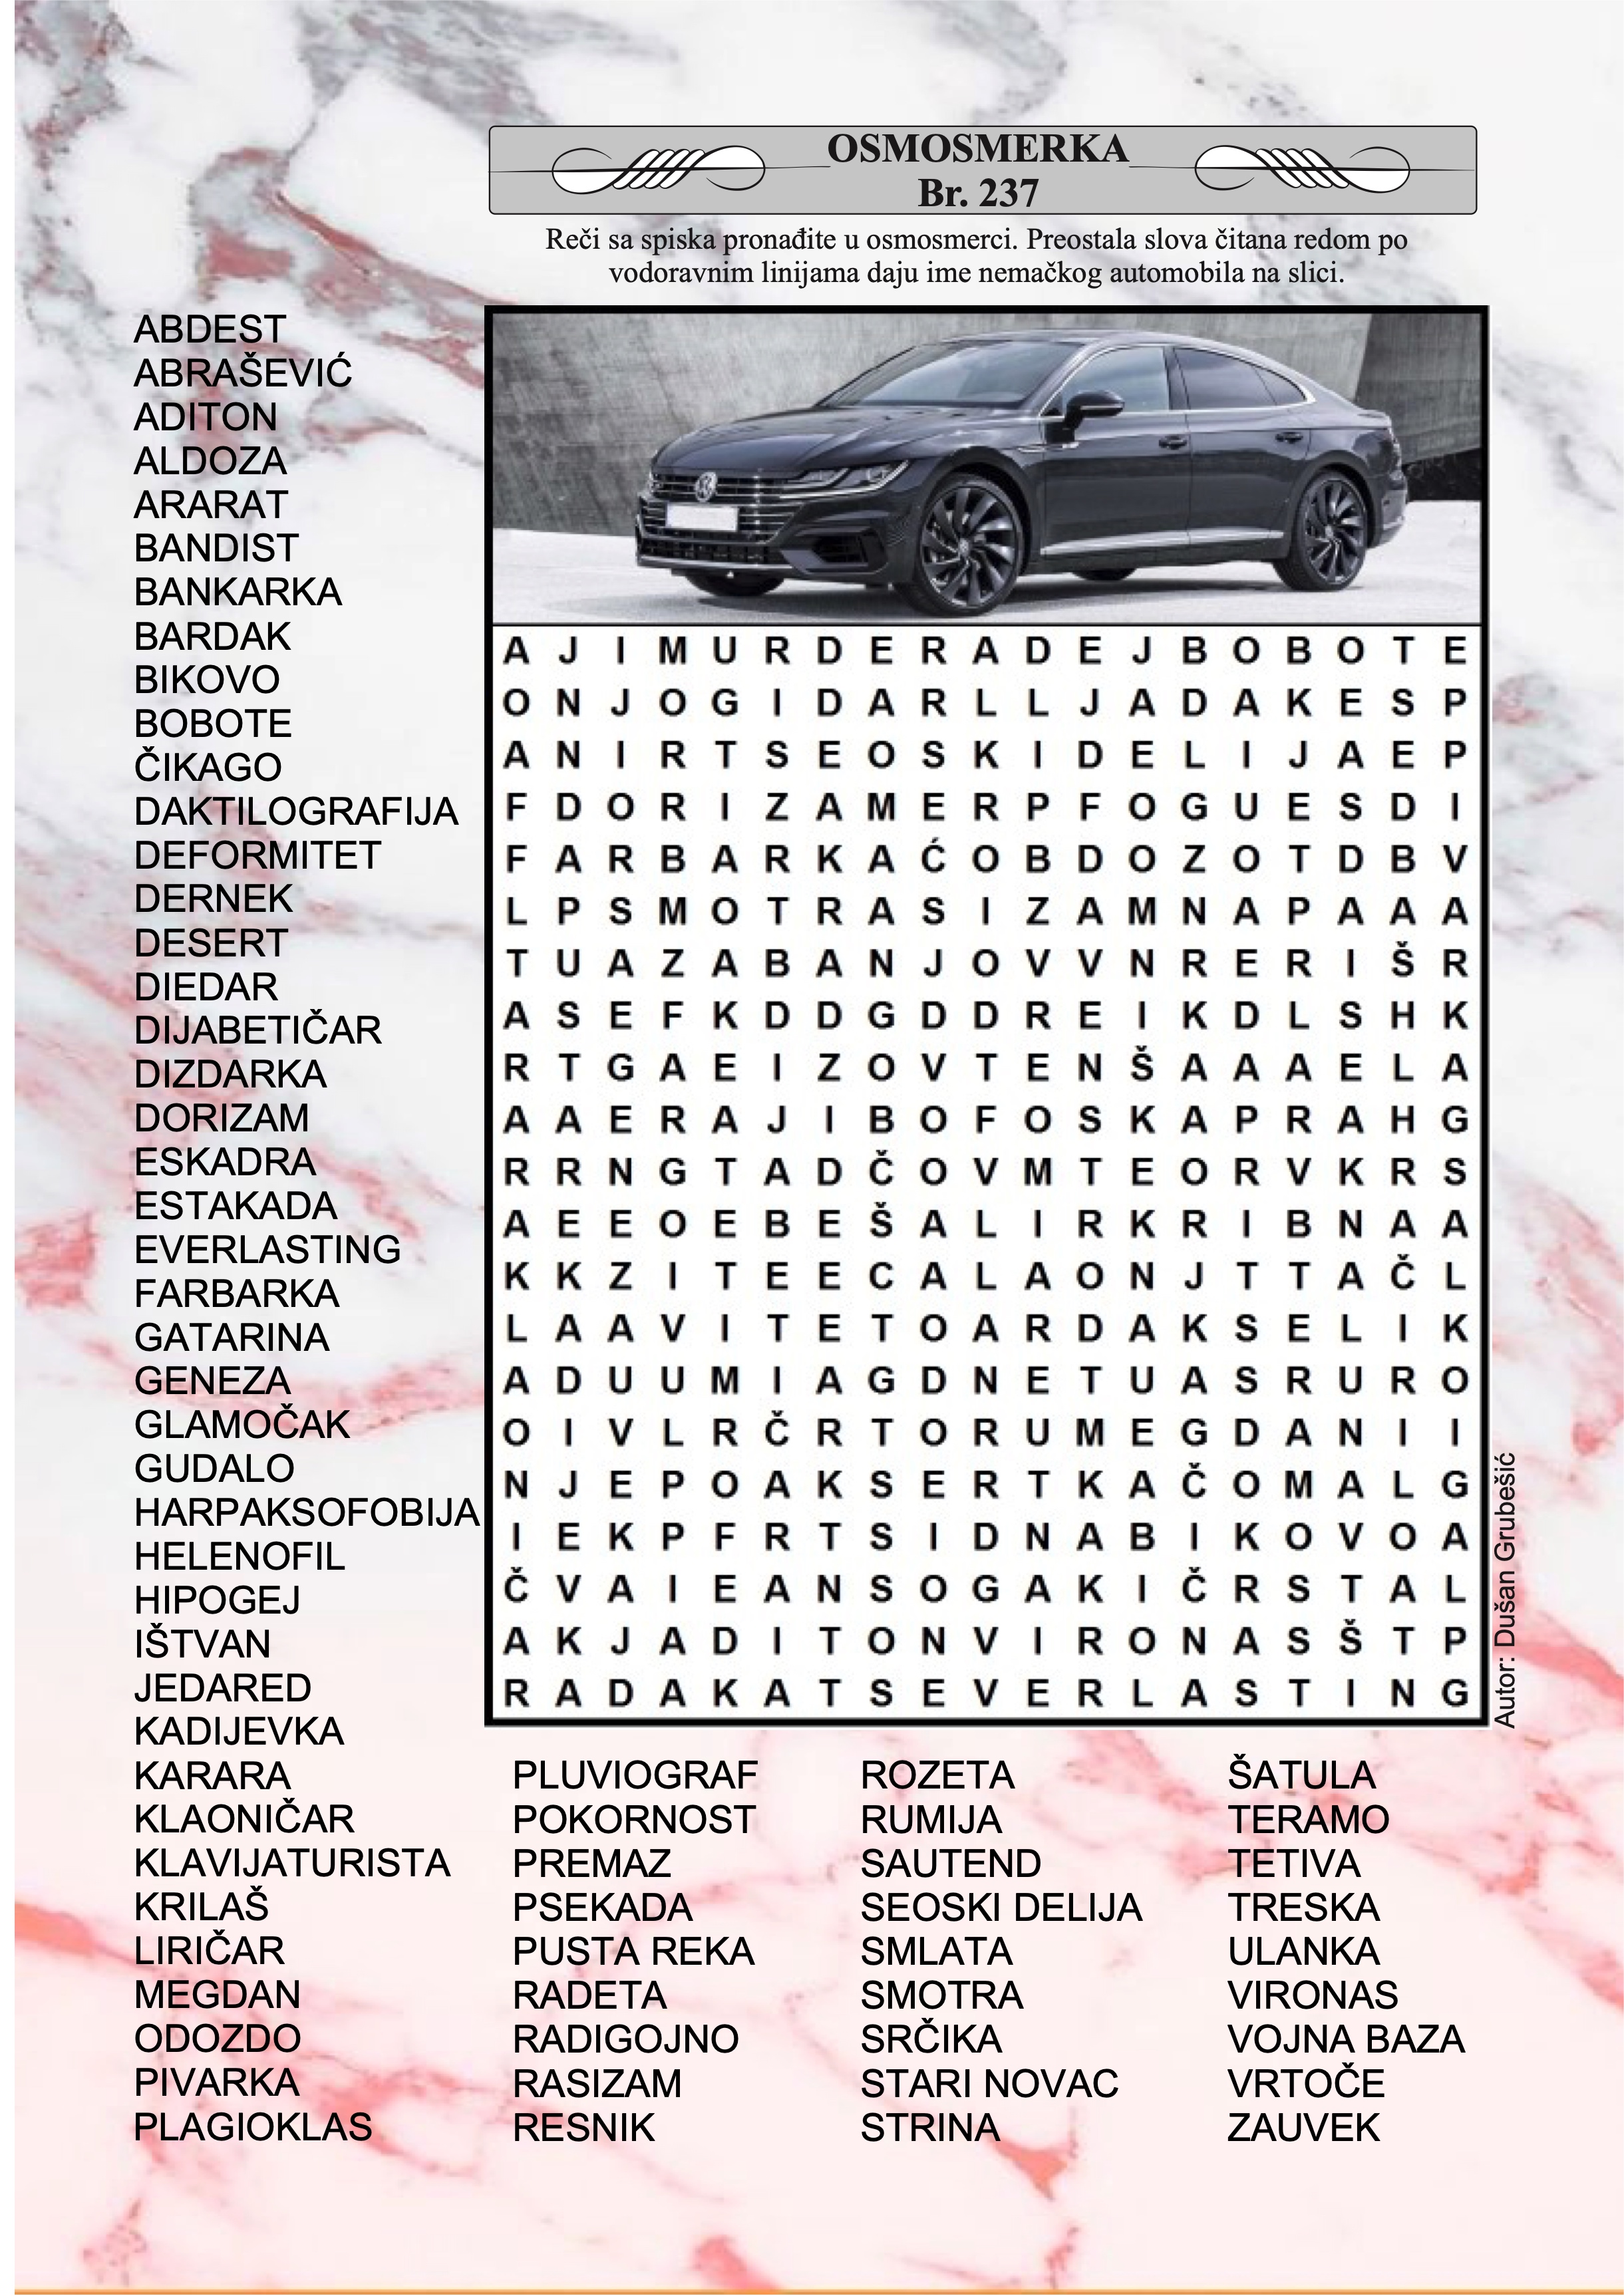 OSMOSMERKA
Br. 237
Reči sa spiska pronađite u osmosmerci. Preostala slova čitana redom po
vodoravnim linijama daju ime nemačkog automobila na slici.
ABDEST
ABRAŠEVIĆ
ADITON
ALDOZA
ARARAT
BANDIST
BANKARKA
BARDAK
BIKOVO
BOBOTE
ČIKAGO
DAKTILOGRAFIJA
DEFORMITET
DERNEK
DESERT
DIEDAR
DIJABETIČAR
DIZDARKA
DORIZAM
ESKADRA
ESTAKADA
EVERLASTING
FARBARKA
GATARINA
GENEZA
GLAMOČAK
GUDALO
HARPAKSOFOBIJA
HELENOFIL
HIPOGEJ
IŠTVAN
JEDARED
KADIJEVKA
KARARA
KLAONIČAR
KLAVIJATURISTA
KRILAŠ
LIRIČAR
MEGDAN
ODOZDO
PIVARKA
PLAGIOKLAS
A J I M U R D E R A D E J B O B O T E
O N J O G I D A R L L J A D A K E S P
A N I R T S E O S K I D E L I J A E P
F D O R I Z A M E R P F O G U E S D I
F A R B A R K A Ć O B D O Z O T D B V
L P S M O T R A S I Z A M N A P A A A
T U A Z A B A N J O V V N R E R I Š R
A S E F K D D G D D R E I K D L S H K
R T G A E I Z O V T E N Š A A A E L A
A A E R A J I B O F O S K A P R A H G
R R N G T A D Č O V M T E O R V K R S
A E E O E B E Š A L I R K R I B N A A
K K Z I T E E C A L A O N J T T A Č L
L A A V I T E T O A R D A K S E L I K
A D U U M I A G D N E T U A S R U R O
O I V L R Č R T O R U M E G D A N I I
N J E P O A K S E R T K A Č O M A L G
I E K P F R T S I D N A B I K O V O A
Č V A I E A N S O G A K I Č R S T A L
A K J A D I T O N V I R O N A S Š T P
R A D A K A T S E V E R L A S T I N G
Autor: Dušan Grubešić
PLUVIOGRAF
POKORNOST
PREMAZ
PSEKADA
PUSTA REKA
RADETA
RADIGOJNO
RASIZAM
RESNIK
ROZETA
RUMIJA
SAUTEND
SEOSKI DELIJA
SMLATA
SMOTRA
SRČIKA
STARI NOVAC
STRINA
ŠATULA
TERAMO
TETIVA
TRESKA
ULANKA
VIRONAS
VOJNA BAZA
VRTOČE
ZAUVEK